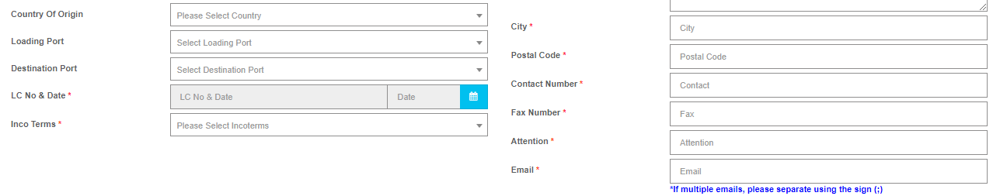 Country Of Origin
Please Select Country
Loading Port
Select Loading Port
Destination Port
Select Destination Port
LC No & Date *
LC No & Date
Date
Inco Terms *
Please Select Incoterms
City *
City
Postal Code *
Postal Code
Contact Number *
Contact
Fax Number *
Fax
Attention *
Attention
Email *
Email
*If multiple emails, please separate using the sign (;)